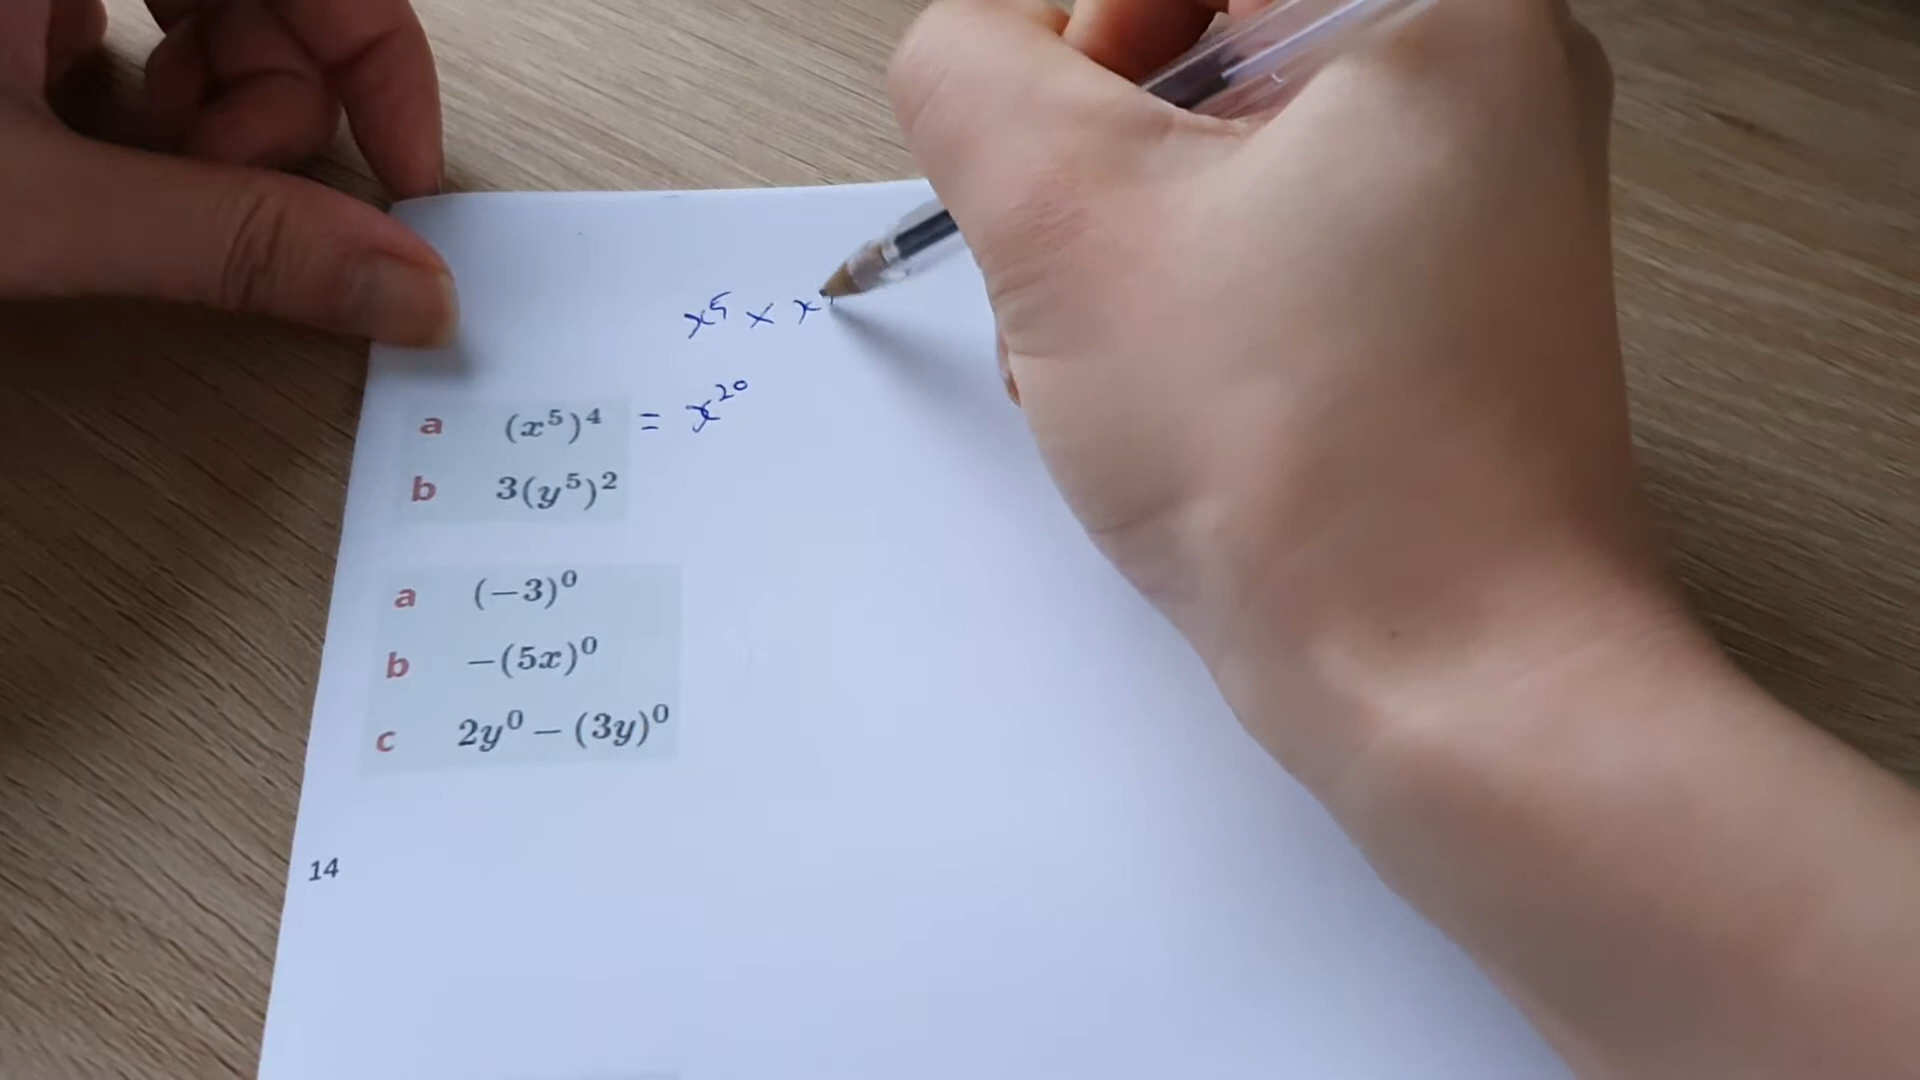 x⁵ × x
a (x⁵)⁴ = x²⁰
b 3(y⁵)²
a (−3)⁰
b −(5x)⁰
c 2y⁰ − (3y)⁰
14